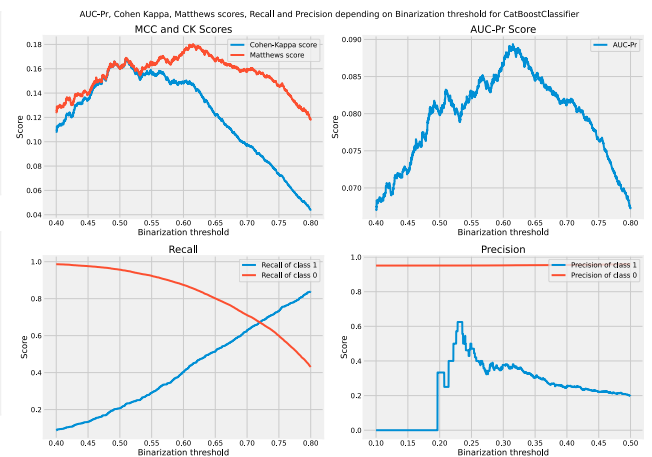 AUC-Pr, Cohen Kappa, Matthews scores, Recall and Precision depending on Binarization threshold for CatBoostClassifier
MCC and CK Scores
Cohen-Kappa score
Matthews score
Score
0.18
0.16
0.14
0.12
0.10
0.08
0.06
0.04
0.40 0.45 0.50 0.55 0.60 0.65 0.70 0.75 0.80
Binarization threshold
AUC-Pr Score
AUC-Pr
Score
0.090
0.085
0.080
0.075
0.070
0.40 0.45 0.50 0.55 0.60 0.65 0.70 0.75 0.80
Binarization threshold
Recall
Recall of class 1
Recall of class 0
Score
1.0
0.8
0.6
0.4
0.2
0.40 0.45 0.50 0.55 0.60 0.65 0.70 0.75 0.80
Binarization threshold
Precision
Precision of class 1
Precision of class 0
Score
1.0
0.8
0.6
0.4
0.2
0.0
0.10 0.15 0.20 0.25 0.30 0.35 0.40 0.45 0.50
Binarization threshold